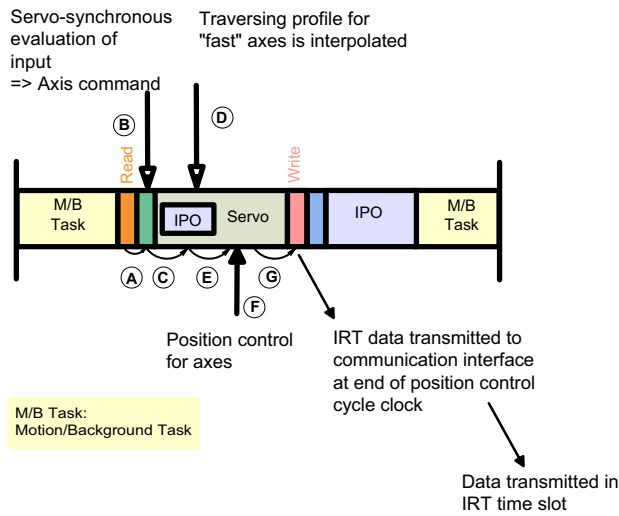 Servo-synchronous
evaluation of
input
=> Axis command
Traversing profile for
"fast" axes is interpolated
B
D
Read
Write
M/B
Task
IPO
Servo
IPO
M/B
Task
A
C
E
G
F
Position control
for axes
IRT data transmitted to
communication interface
at end of position control
cycle clock
M/B Task:
Motion/Background Task
Data transmitted in
IRT time slot